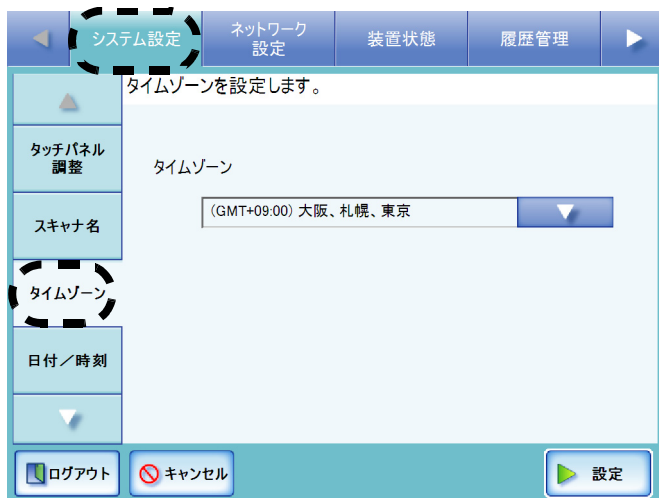 システム設定
ネットワーク
設定
装置状態
履歴管理
タイムゾーンを設定します。
タッチパネル
調整
スキャナ名
タイムゾーン
日付／時刻
タイムゾーン
(GMT+09:00) 大阪、札幌、東京
ログアウト
キャンセル
設定